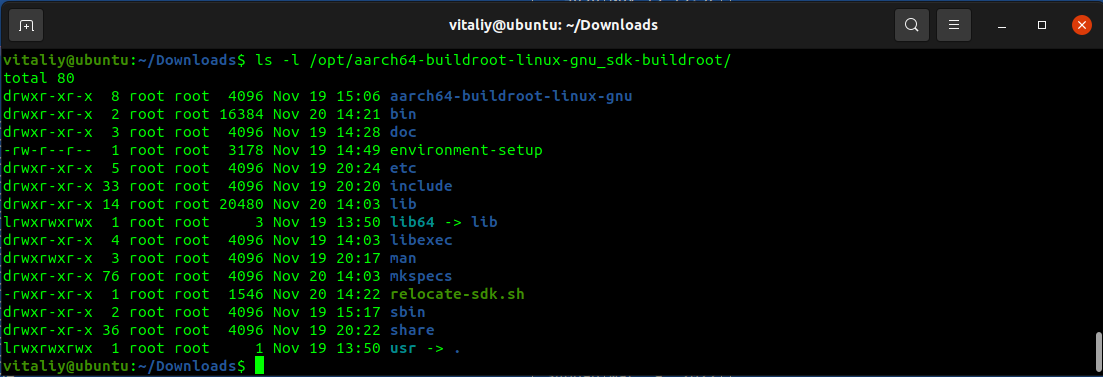 vitaliy@ubuntu: ~/Downloads
vitaliy@ubuntu:~/Downloads$ ls -l /opt/aarch64-buildroot-linux-gnu_sdk-buildroot/
total 80
drwxr-xr-x  8 root root  4096 Nov 19 15:06 aarch64-buildroot-linux-gnu
drwxr-xr-x  2 root root 16384 Nov 20 14:21 bin
drwxr-xr-x  3 root root  4096 Nov 19 14:28 doc
-rw-r--r--  1 root root  3178 Nov 19 14:49 environment-setup
drwxr-xr-x  5 root root  4096 Nov 19 20:24 etc
drwxr-xr-x 33 root root  4096 Nov 19 20:20 include
drwxr-xr-x 14 root root 20480 Nov 20 14:03 lib
lrwxrwxrwx  1 root root     3 Nov 19 13:50 lib64 -> lib
drwxr-xr-x  4 root root  4096 Nov 19 14:03 libexec
drwxrwxr-x  3 root root  4096 Nov 19 20:17 man
drwxr-xr-x 76 root root  4096 Nov 20 14:03 mkspecs
-rwxr-xr-x  1 root root  1546 Nov 20 14:22 relocate-sdk.sh
drwxr-xr-x  2 root root  4096 Nov 19 15:17 sbin
drwxr-xr-x 36 root root  4096 Nov 19 20:22 share
lrwxrwxrwx  1 root root     1 Nov 19 13:50 usr -> .
vitaliy@ubuntu:~/Downloads$